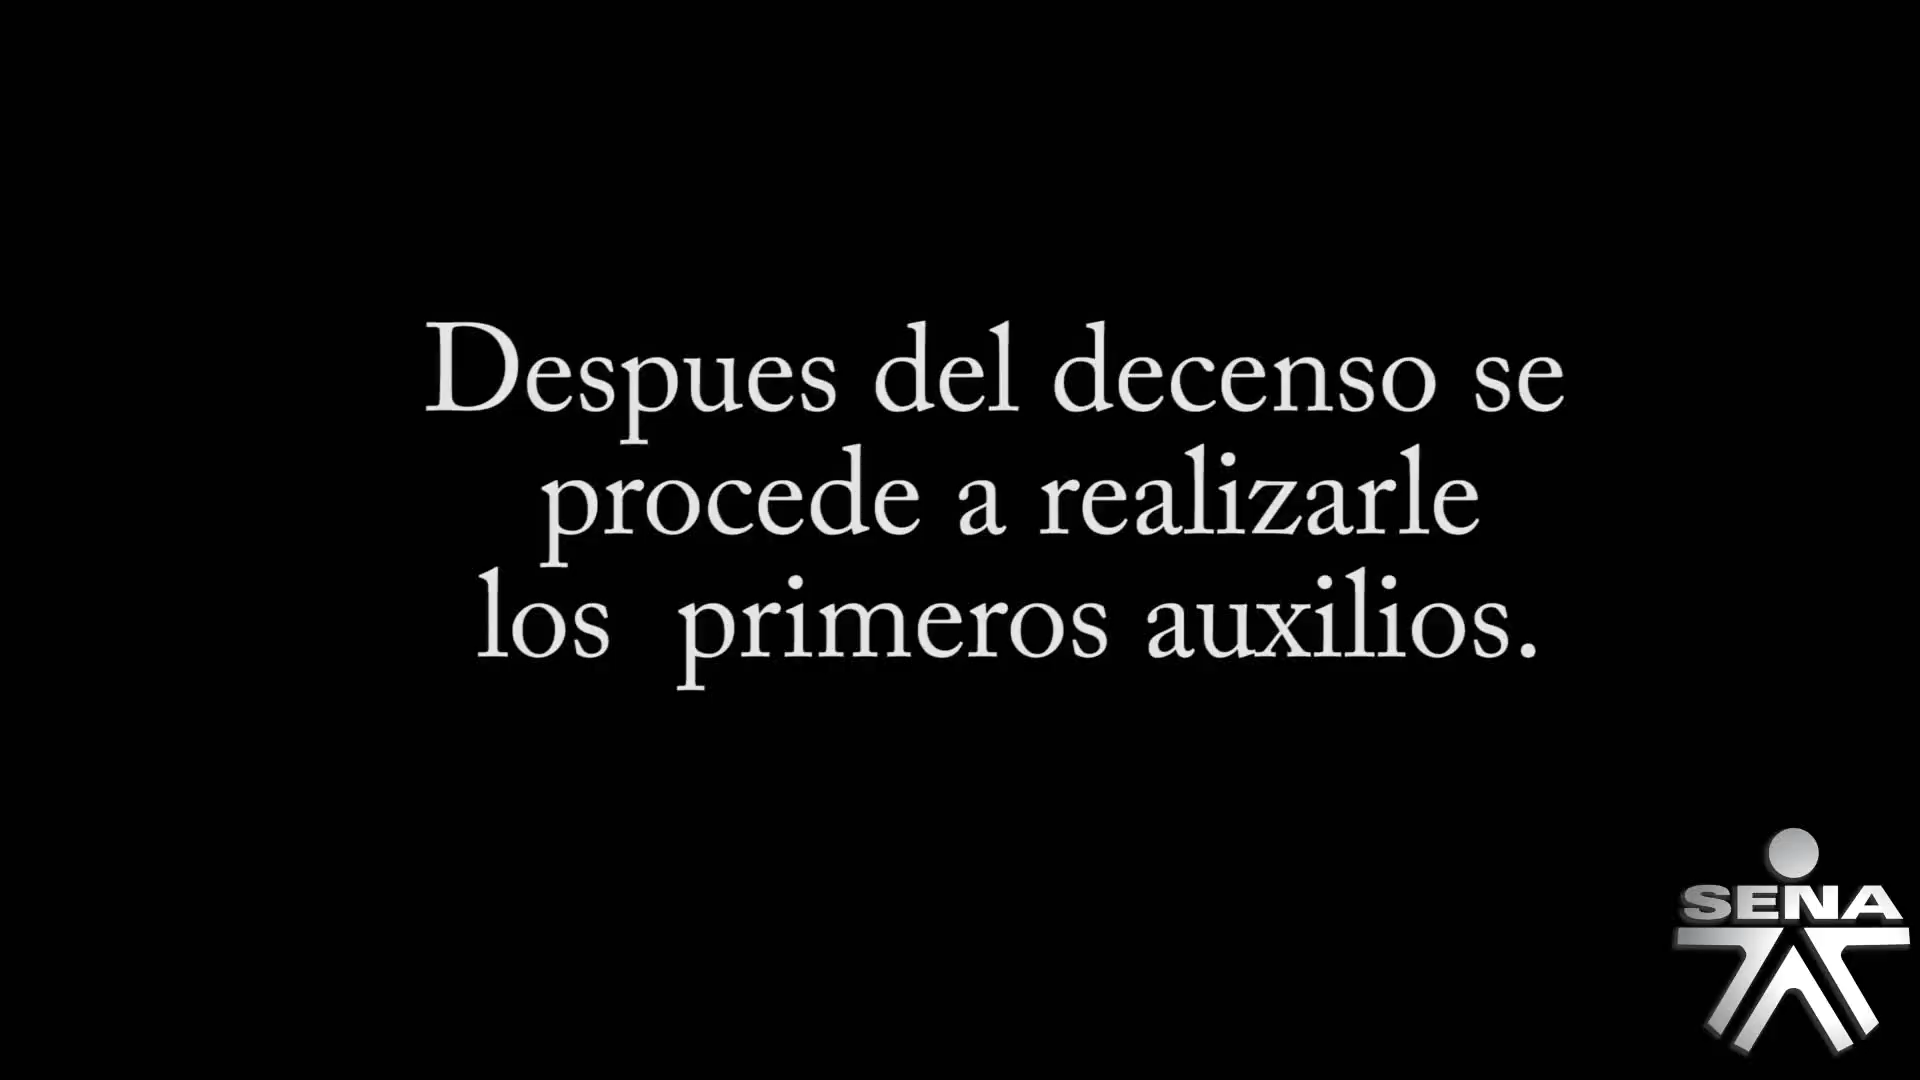 Despues del decenso se
procede a realizarle
los primeros auxilios.
SENA